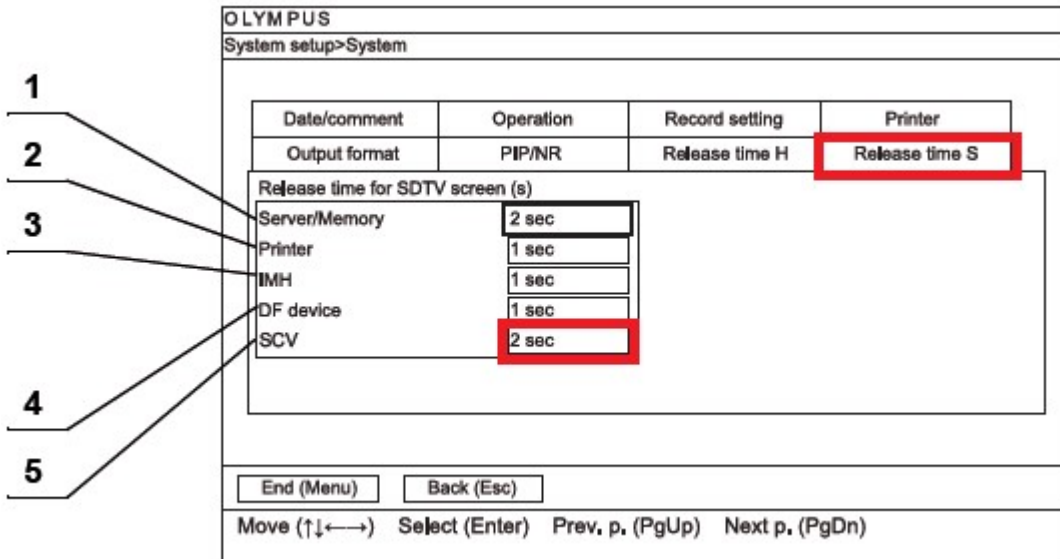 OLYMPUS
System setup>System
1
2
3
4
5
Date/comment Operation Record setting Printer
Output format PIP/NR Release time H Release time S
Release time for SDTV screen (s)
Server/Memory 2 sec
Printer 1 sec
IMH 1 sec
DF device 1 sec
SCV 2 sec
End (Menu) Back (Esc)
Move (↑↓←→) Select (Enter) Prev. p. (PgUp) Next p. (PgDn)